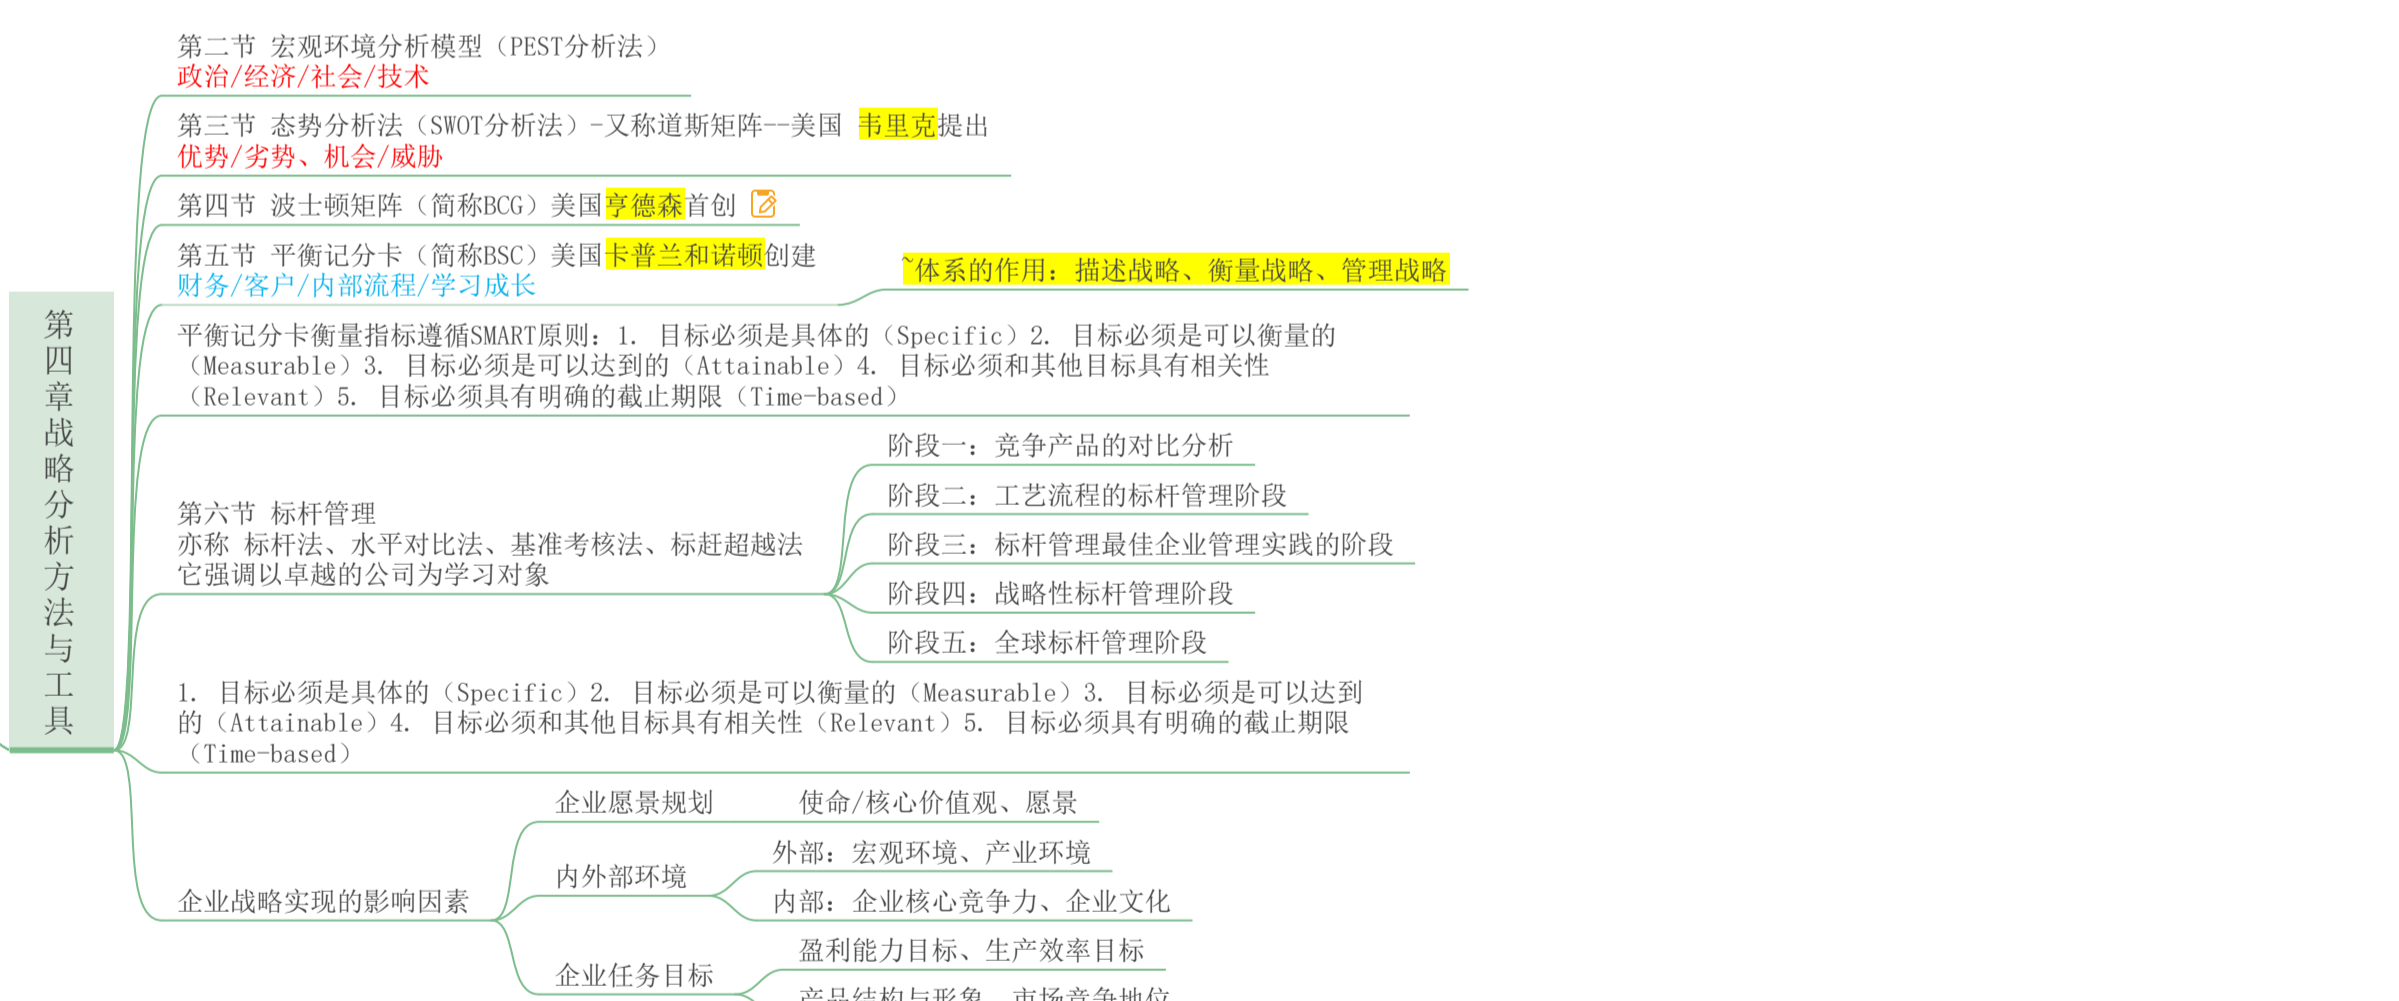 第四章战略分析方法与工具
第二节 宏观环境分析模型（PEST分析法）
政治/经济/社会/技术
第三节 态势分析法（SWOT分析法）-又称道斯矩阵--美国 韦里克提出
优势/劣势、机会/威胁
第四节 波士顿矩阵（简称BCG）美国亨德森首创
第五节 平衡记分卡（简称BSC）美国卡普兰和诺顿创建
财务/客户/内部流程/学习成长
~体系的作用：描述战略、衡量战略、管理战略
平衡记分卡衡量指标遵循SMART原则：1. 目标必须是具体的（Specific）2. 目标必须是可以衡量的
（Measurable）3. 目标必须是可以达到的（Attainable）4. 目标必须和其他目标具有相关性
（Relevant）5. 目标必须具有明确的截止期限（Time-based）
第六节 标杆管理
亦称 标杆法、水平对比法、基准考核法、标赶超越法
它强调以卓越的公司为学习对象
阶段一：竞争产品的对比分析
阶段二：工艺流程的标杆管理阶段
阶段三：标杆管理最佳企业管理实践的阶段
阶段四：战略性标杆管理阶段
阶段五：全球标杆管理阶段
1. 目标必须是具体的（Specific）2. 目标必须是可以衡量的（Measurable）3. 目标必须是可以达到
的（Attainable）4. 目标必须和其他目标具有相关性（Relevant）5. 目标必须具有明确的截止期限
（Time-based）
企业战略实现的影响因素
企业愿景规划
使命/核心价值观、愿景
内外部环境
外部：宏观环境、产业环境
内部：企业核心竞争力、企业文化
企业任务目标
盈利能力目标、生产效率目标
产品结构与形象、市场竞争地位